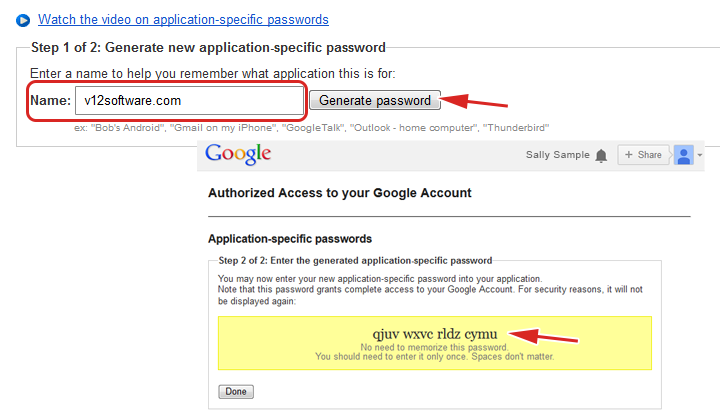 Watch the video on application-specific passwords
Step 1 of 2: Generate new application-specific password
Enter a name to help you remember what application this is for:
Name: v12software.com Generate password
ex: "Bob's Android", "Gmail on my iPhone", "GoogleTalk", "Outlook - home computer", "Thunderbird"
Google Sally Sample + Share
Authorized Access to your Google Account
Application-specific passwords
Step 2 of 2: Enter the generated application-specific password
You may now enter your new application-specific password into your application.
Note that this password grants complete access to your Google Account. For security reasons, it will not
be displayed again:
qjuv wxvc rldz cymu
No need to memorize this password.
You should need to enter it only once. Spaces don't matter.
Done